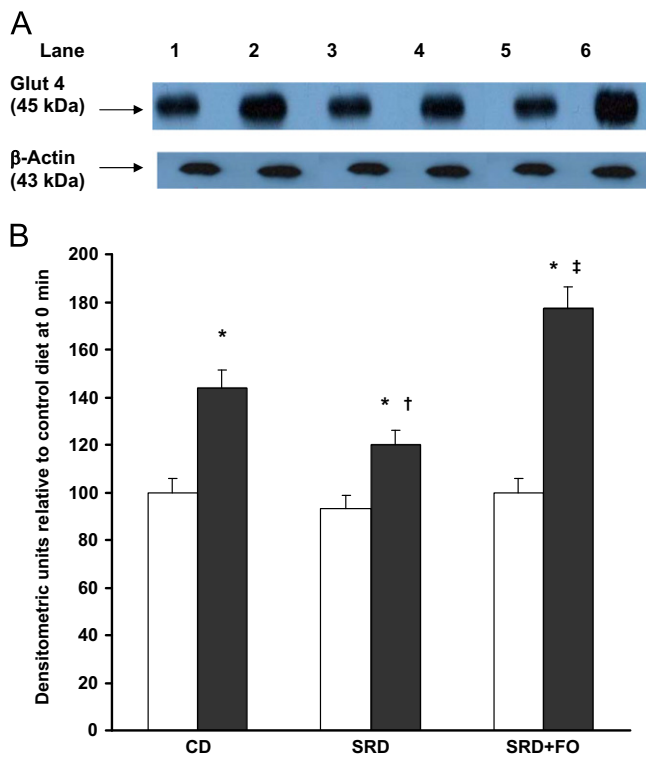 A
Lane 1 2 3 4 5 6
Glut 4
(45 kDa)
β-Actin
(43 kDa)
B
Densitometric units relative to control diet at 0 min
200
180
160
140
120
100
80
60
40
20
0
*
* †
* ‡
CD SRD SRD+FO